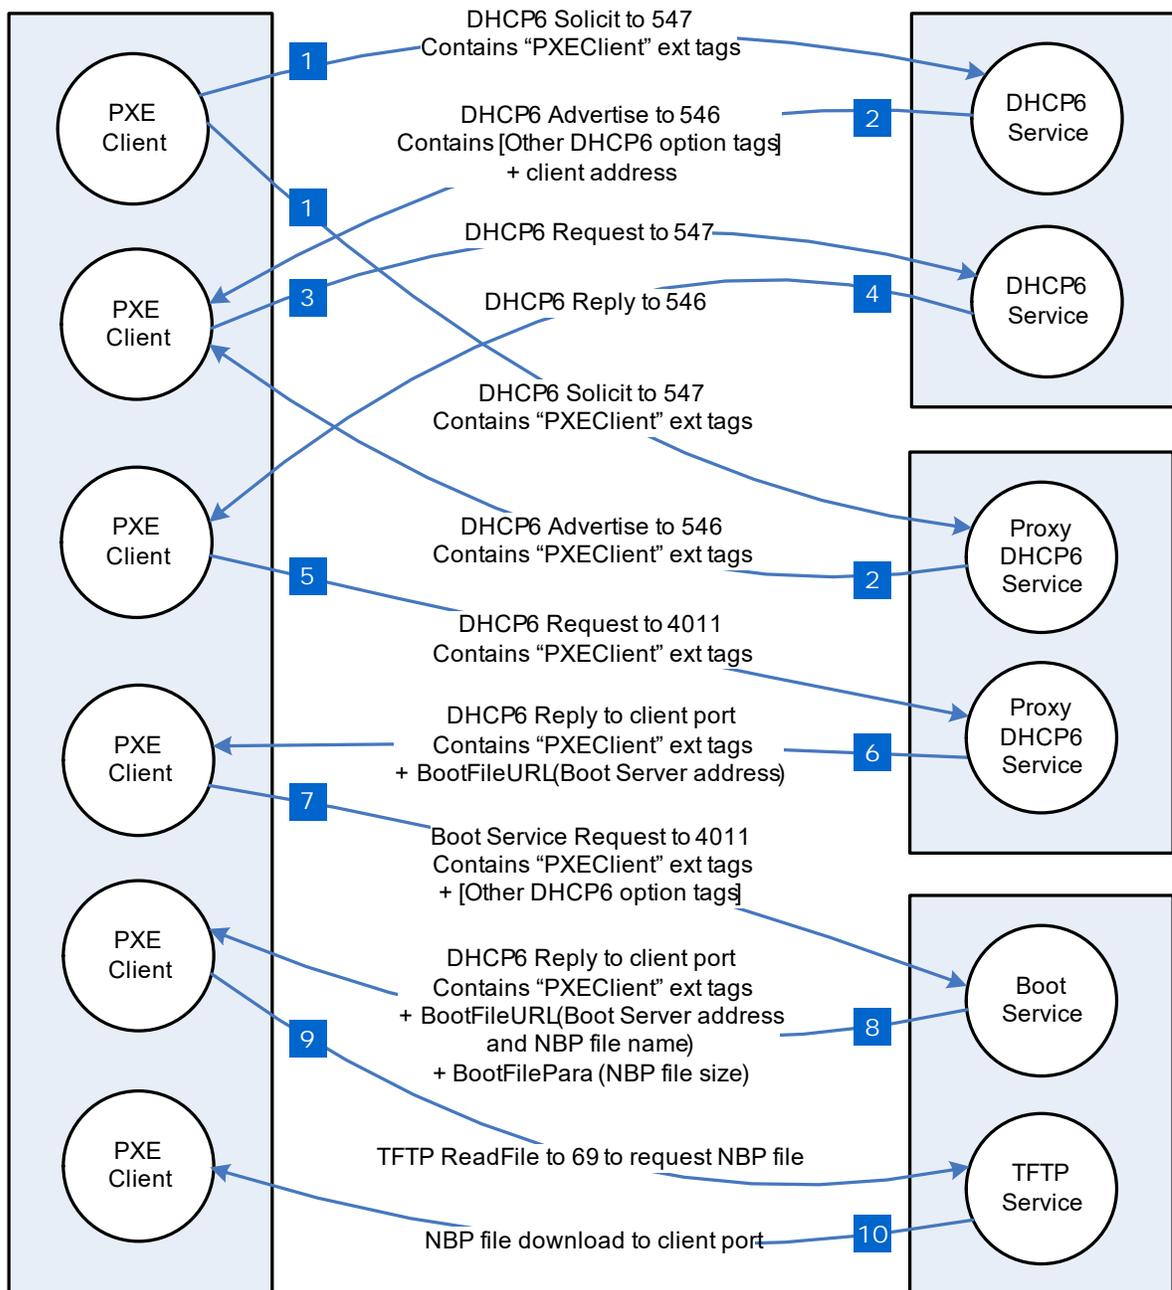 DHCP6 Solicit to 547
Contains “PXEClient” ext tags
1
PXE
Client
DHCP6
Service
DHCP6 Advertise to 546
Contains [Other DHCP6 option tags]
+ client address
2
1
DHCP6 Request to 547
3
PXE
Client
DHCP6
Service
DHCP6 Reply to 546
4
DHCP6 Solicit to 547
Contains “PXEClient” ext tags
PXE
Client
Proxy
DHCP6
Service
DHCP6 Advertise to 546
Contains “PXEClient” ext tags
2
5
DHCP6 Request to 4011
Contains “PXEClient” ext tags
Proxy
DHCP6
Service
PXE
Client
DHCP6 Reply to client port
Contains “PXEClient” ext tags
+ BootFileURL(Boot Server address)
6
7
Boot Service Request to 4011
Contains “PXEClient” ext tags
+ [Other DHCP6 option tags]
PXE
Client
Boot
Service
DHCP6 Reply to client port
Contains “PXEClient” ext tags
+ BootFileURL(Boot Server address
and NBP file name)
+ BootFilePara (NBP file size)
8
9
PXE
Client
TFTP ReadFile to 69 to request NBP file
TFTP
Service
NBP file download to client port
10